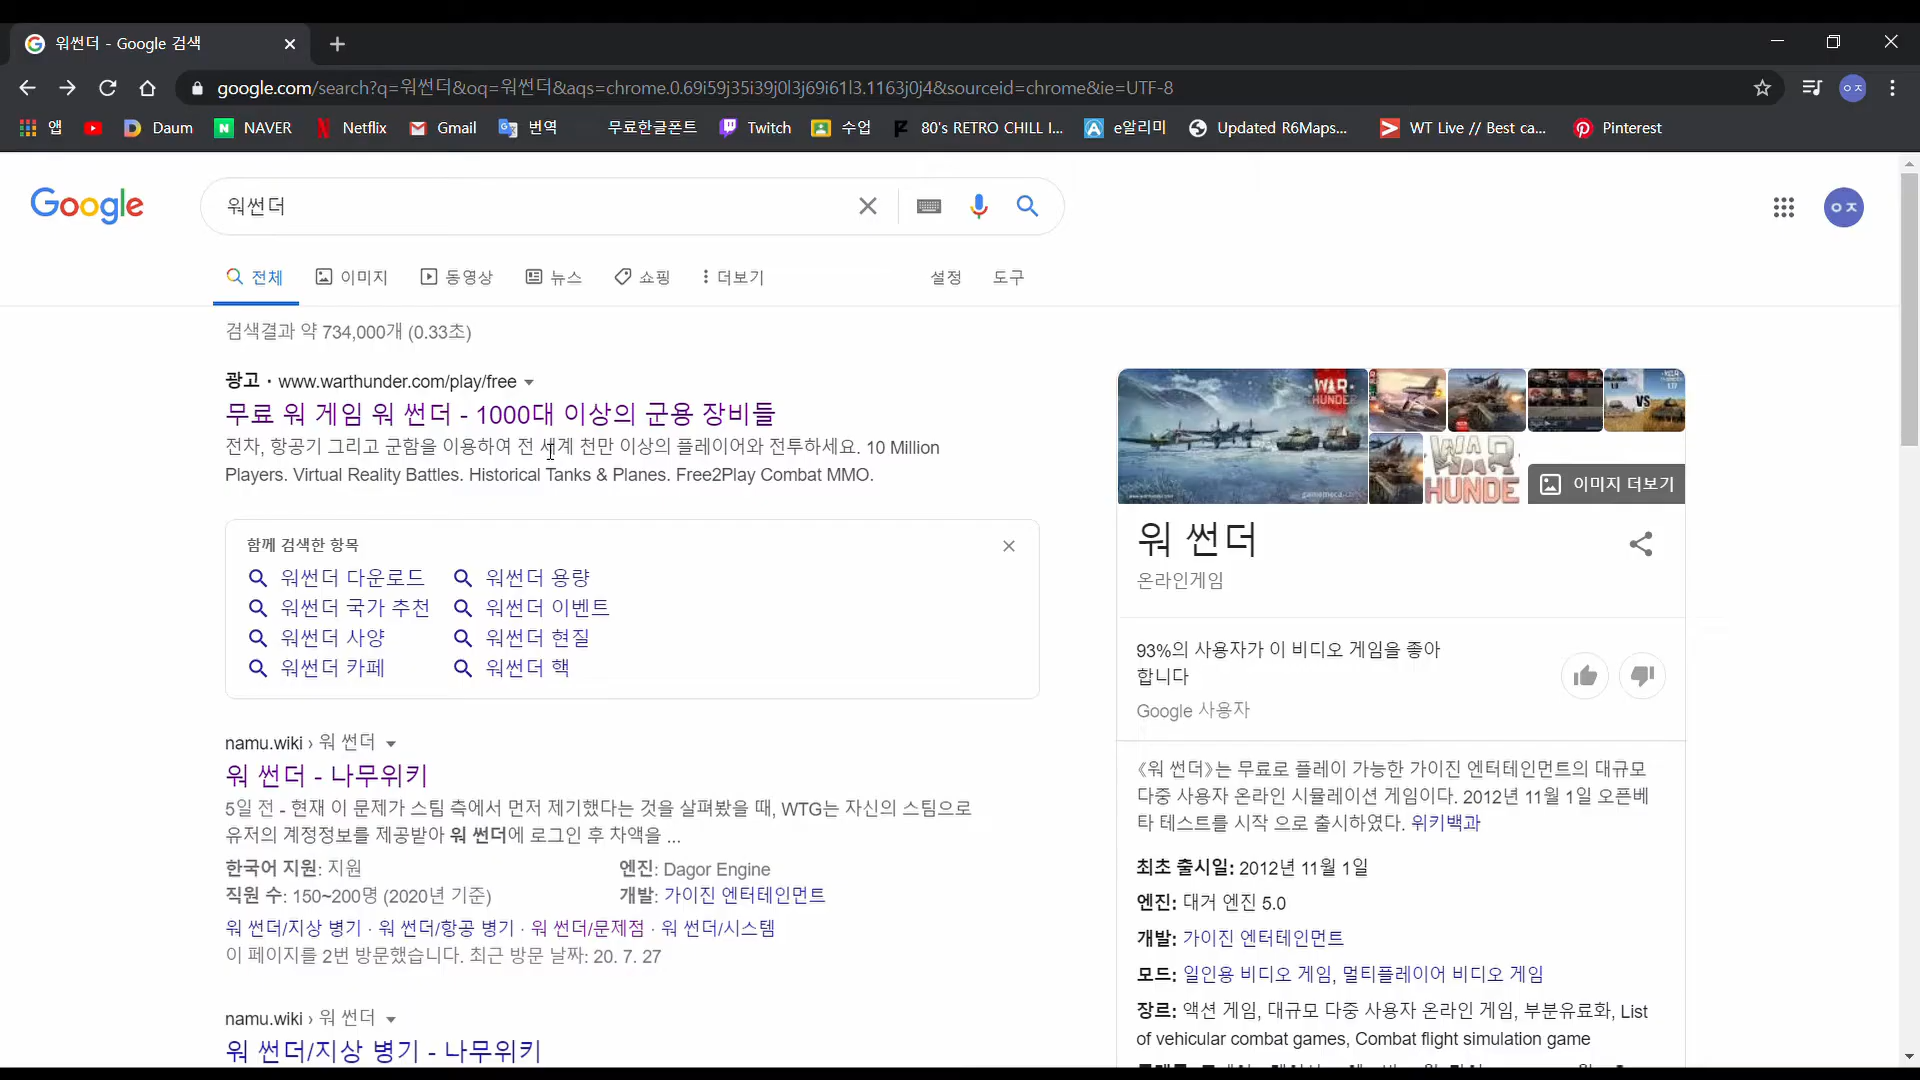 워썬더 - Google 검색
google.com/search?q=워썬더&oq=워썬더&aqs=chrome.0.69i59j35i39j0l3j69i61l3.1163j0j4&sourceid=chrome&ie=UTF-8
ㅇㅈ
앱 Daum NAVER Netflix Gmail 번역 무료한글폰트 Twitch 수업 80's RETRO CHILL I... e알리미 Updated R6Maps... WT Live // Best ca... Pinterest
Google
워썬더
ㅇㅈ
전체 이미지 동영상 뉴스 쇼핑 더보기 설정 도구
검색결과 약 734,000개 (0.33초)
광고 · www.warthunder.com/play/free
무료 워 게임 워 썬더 - 1000대 이상의 군용 장비들
전차, 항공기 그리고 군함을 이용하여 전 세계 천만 이상의 플레이어와 전투하세요. 10 Million
Players. Virtual Reality Battles. Historical Tanks & Planes. Free2Play Combat MMO.
함께 검색한 항목
워썬더 다운로드 워썬더 용량
워썬더 국가 추천 워썬더 이벤트
워썬더 사양 워썬더 현질
워썬더 카페 워썬더 핵
namu.wiki › 워 썬더
워 썬더 - 나무위키
5일 전 - 현재 이 문제가 스팀 측에서 먼저 제기했다는 것을 살펴봤을 때, WTG는 자신의 스팀으로
유저의 계정정보를 제공받아 워 썬더에 로그인 후 차액을 ...
한국어 지원: 지원 엔진: Dagor Engine
직원 수: 150~200명 (2020년 기준) 개발: 가이진 엔터테인먼트
워 썬더/지상 병기 · 워 썬더/항공 병기 · 워 썬더/문제점 · 워 썬더/시스템
이 페이지를 2번 방문했습니다. 최근 방문 날짜: 20. 7. 27
namu.wiki › 워 썬더
워 썬더/지상 병기 - 나무위키
WAR
THUNDER
VS
WAR
HUNDE
이미지 더보기
워 썬더
온라인게임
93%의 사용자가 이 비디오 게임을 좋아
합니다
Google 사용자
《워 썬더》는 무료로 플레이 가능한 가이진 엔터테인먼트의 대규모
다중 사용자 온라인 시뮬레이션 게임이다. 2012년 11월 1일 오픈베
타 테스트를 시작 으로 출시하였다. 위키백과
최초 출시일: 2012년 11월 1일
엔진: 대거 엔진 5.0
개발: 가이진 엔터테인먼트
모드: 일인용 비디오 게임, 멀티플레이어 비디오 게임
장르: 액션 게임, 대규모 다중 사용자 온라인 게임, 부분유료화, List
of vehicular combat games, Combat flight simulation game